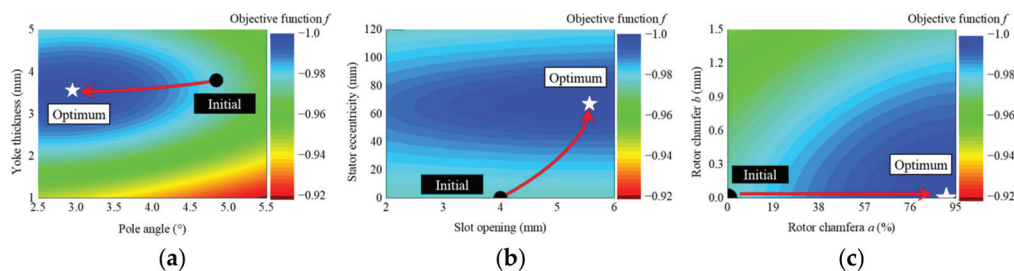 Objective function f
5
4
3
2
1
Yoke thickness (mm)
Optimum
Initial
2.5 3.0 3.5 4.0 4.5 5.0 5.5
Pole angle (°)
−1.0
−0.98
−0.96
−0.94
−0.92
(a)
Objective function f
120
100
80
60
40
20
0
Stator eccentricity (mm)
Optimum
Initial
2 3 4 5 6
Slot opening (mm)
−1.0
−0.98
−0.96
−0.94
−0.92
(b)
Objective function f
1.5
1.2
0.9
0.6
0.3
0.0
Rotor chamfer b (mm)
Initial
Optimum
0 19 38 57 76 95
Rotor chamfera a (%)
−1.0
−0.98
−0.96
−0.94
−0.92
(c)